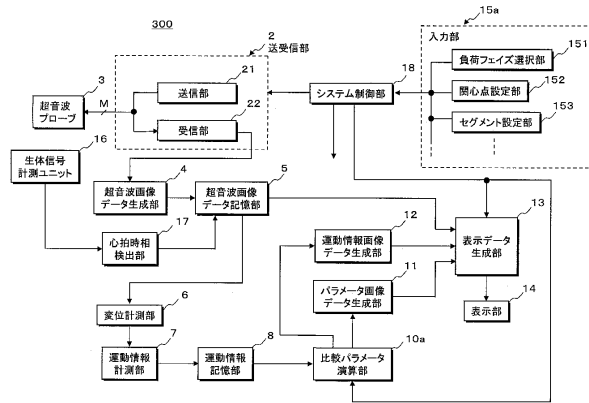 300
15a
入力部
負荷フェイズ選択部
151
関心点設定部
152
セグメント設定部
153
2
送受信部
21
送信部
22
受信部
18
システム制御部
3
超音波
プローブ
M
16
生体信号
計測ユニット
4
超音波画像
データ生成部
5
超音波画像
データ記憶部
17
心拍時相
検出部
12
運動情報画像
データ生成部
13
表示データ
生成部
11
パラメータ画像
データ生成部
14
表示部
6
変位計測部
7
運動情報
計測部
8
運動情報
記憶部
10a
比較パラメータ
演算部